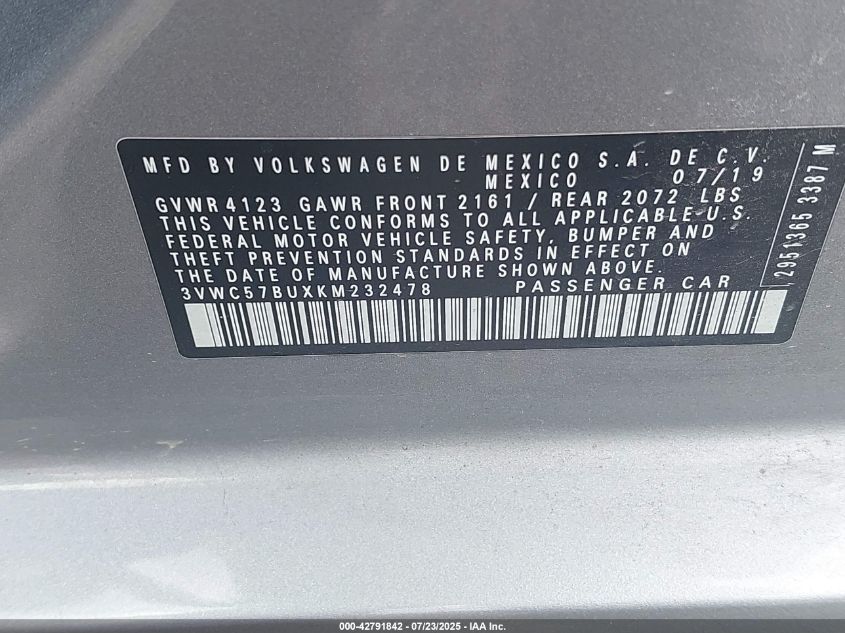 MFD BY VOLKSWAGEN DE MEXICO S.A. DE C.V.
MEXICO 07/19
GVWR 4123 GAWR FRONT 2161 / REAR 2072 LBS
THIS VEHICLE CONFORMS TO ALL APPLICABLE U.S.
FEDERAL MOTOR VEHICLE SAFETY, BUMPER AND
THEFT PREVENTION STANDARDS IN EFFECT ON
THE DATE OF MANUFACTURE SHOWN ABOVE.
3VWC57BUXKM232478 PASSENGER CAR
2951365 3387 M
000-42791842 / 07/23/2025 - IAA Inc.